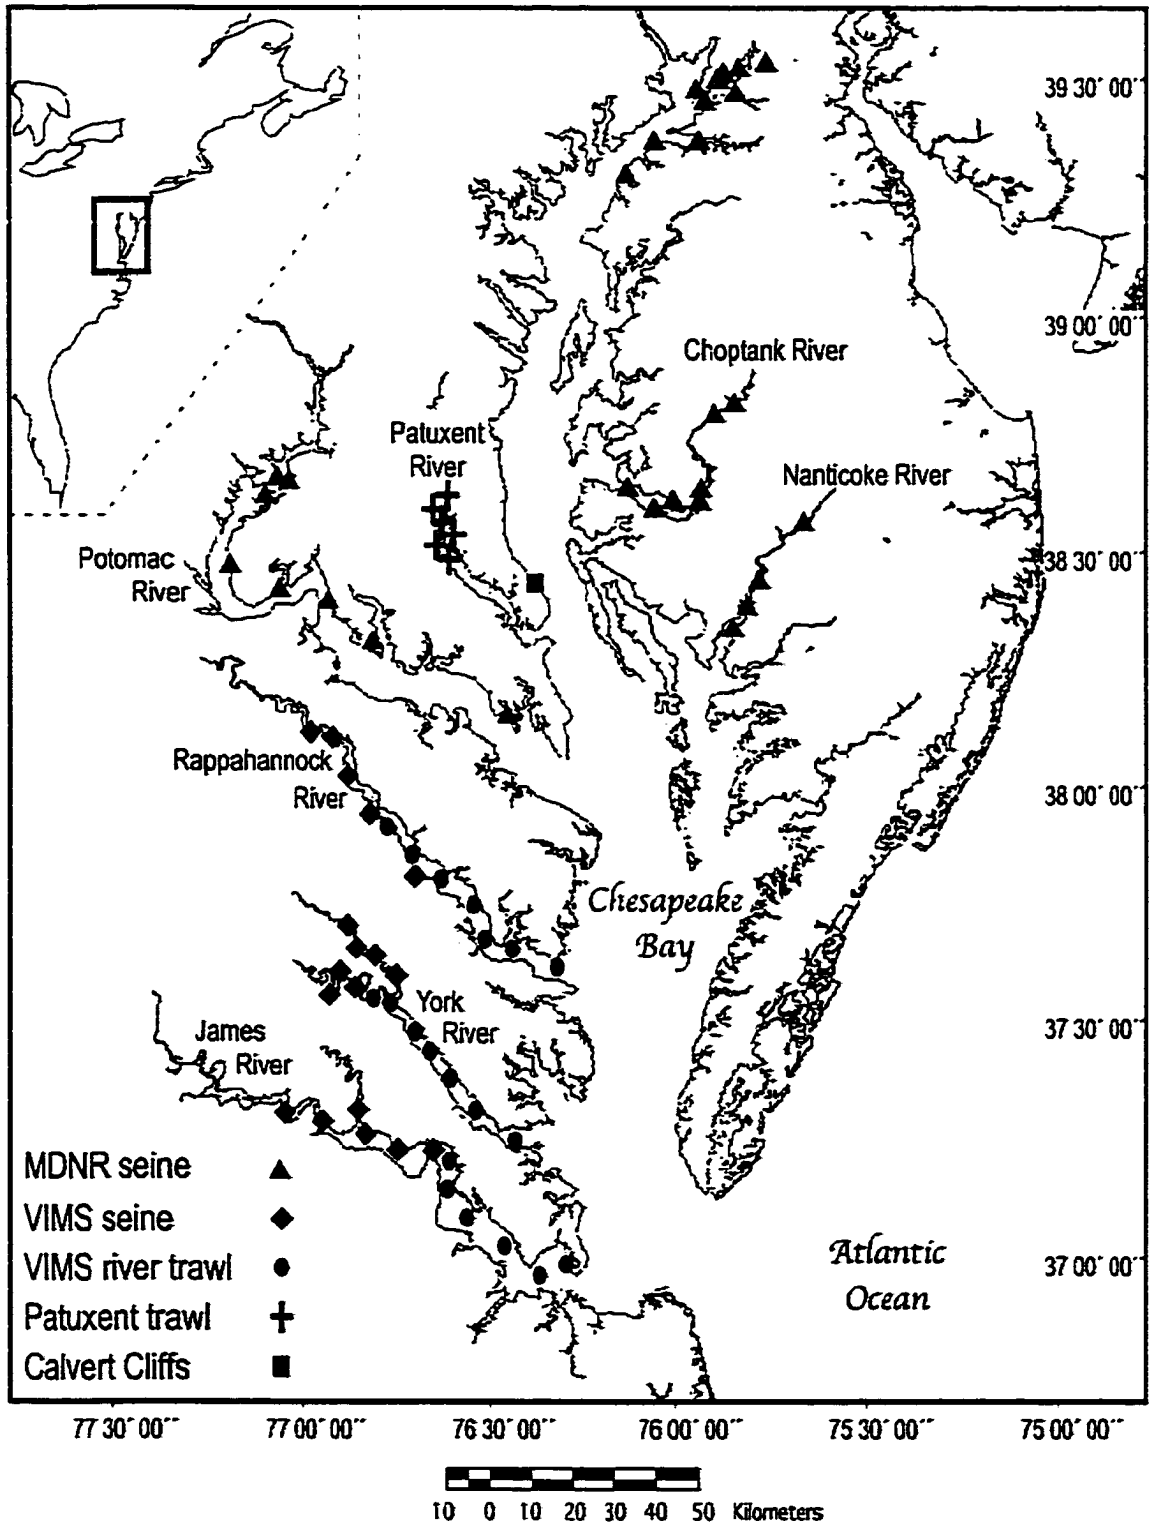 39 30' 00''
39 00' 00''
Choptank River
Patuxent
River
Nanticoke River
38 30' 00''
Potomac
River
Rappahannock
River
38 00' 00''
Chesapeake
Bay
York
River
37 30' 00''
James
River
MDNR seine
VIMS seine
VIMS river trawl
Patuxent trawl
Calvert Cliffs
Atlantic
Ocean
37 00' 00''
77 30' 00'' 77 00' 00'' 76 30' 00'' 76 00' 00'' 75 30' 00'' 75 00' 00''
10 0 10 20 30 40 50 Kilometers